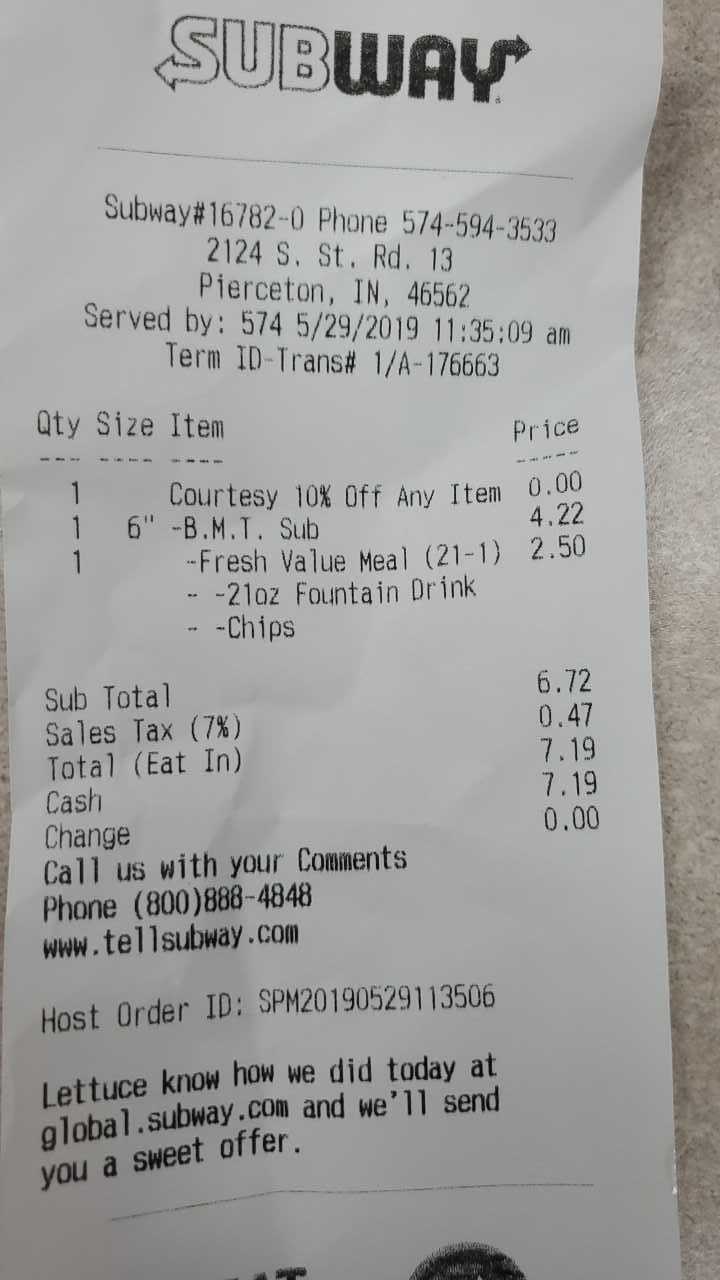 SUBWAY
Subway#16782-0 Phone 574-594-3533
2124 S. St. Rd. 13
Pierceton, IN, 46562
Served by: 574 5/29/2019 11:35:09 am
Term ID-Trans# 1/A-176663
Qty Size Item Price
--- ---- ---- -----
1 Courtesy 10% Off Any Item 0.00
1 6" -B.M.T. Sub 4.22
1 -Fresh Value Meal (21-1) 2.50
- -21oz Fountain Drink
- -Chips
Sub Total 6.72
Sales Tax (7%) 0.47
Total (Eat In) 7.19
Cash 7.19
Change 0.00
Call us with your Comments
Phone (800)888-4848
www.tellsubway.com
Host Order ID: SPM20190529113506
Lettuce know how we did today at
global.subway.com and we'll send
you a sweet offer.